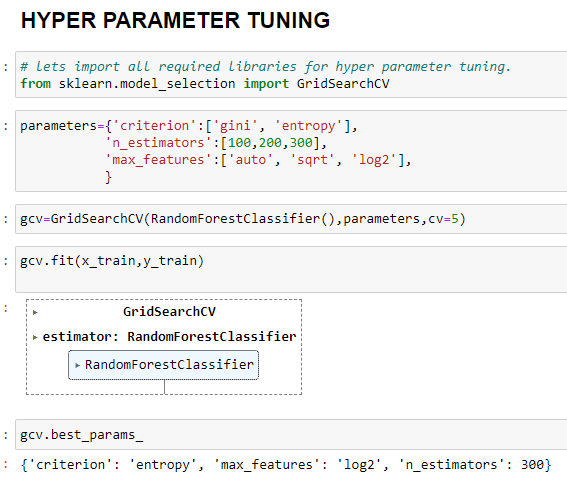 HYPER PARAMETER TUNING
: # lets import all required libraries for hyper parameter tuning.
from sklearn.model_selection import GridSearchCV
: parameters={'criterion':['gini', 'entropy'],
'n_estimators':[100,200,300],
'max_features':['auto', 'sqrt', 'log2'],
}
: gcv=GridSearchCV(RandomForestClassifier(),parameters,cv=5)
: gcv.fit(x_train,y_train)
: ▸ GridSearchCV
▸ estimator: RandomForestClassifier
▸ RandomForestClassifier
: gcv.best_params_
: {'criterion': 'entropy', 'max_features': 'log2', 'n_estimators': 300}